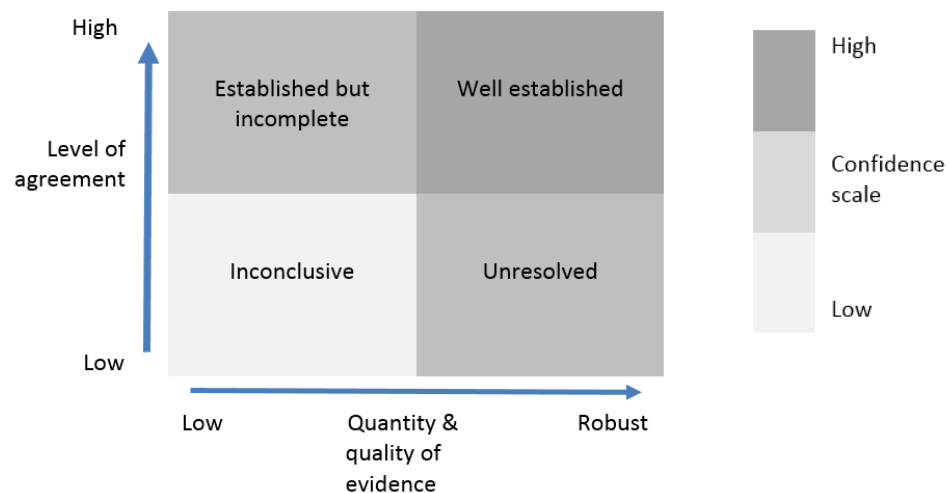 High
Level of
agreement
Low
Established but
incomplete
Well established
Inconclusive
Unresolved
Low
Quantity &
quality of
evidence
Robust
High
Confidence
scale
Low